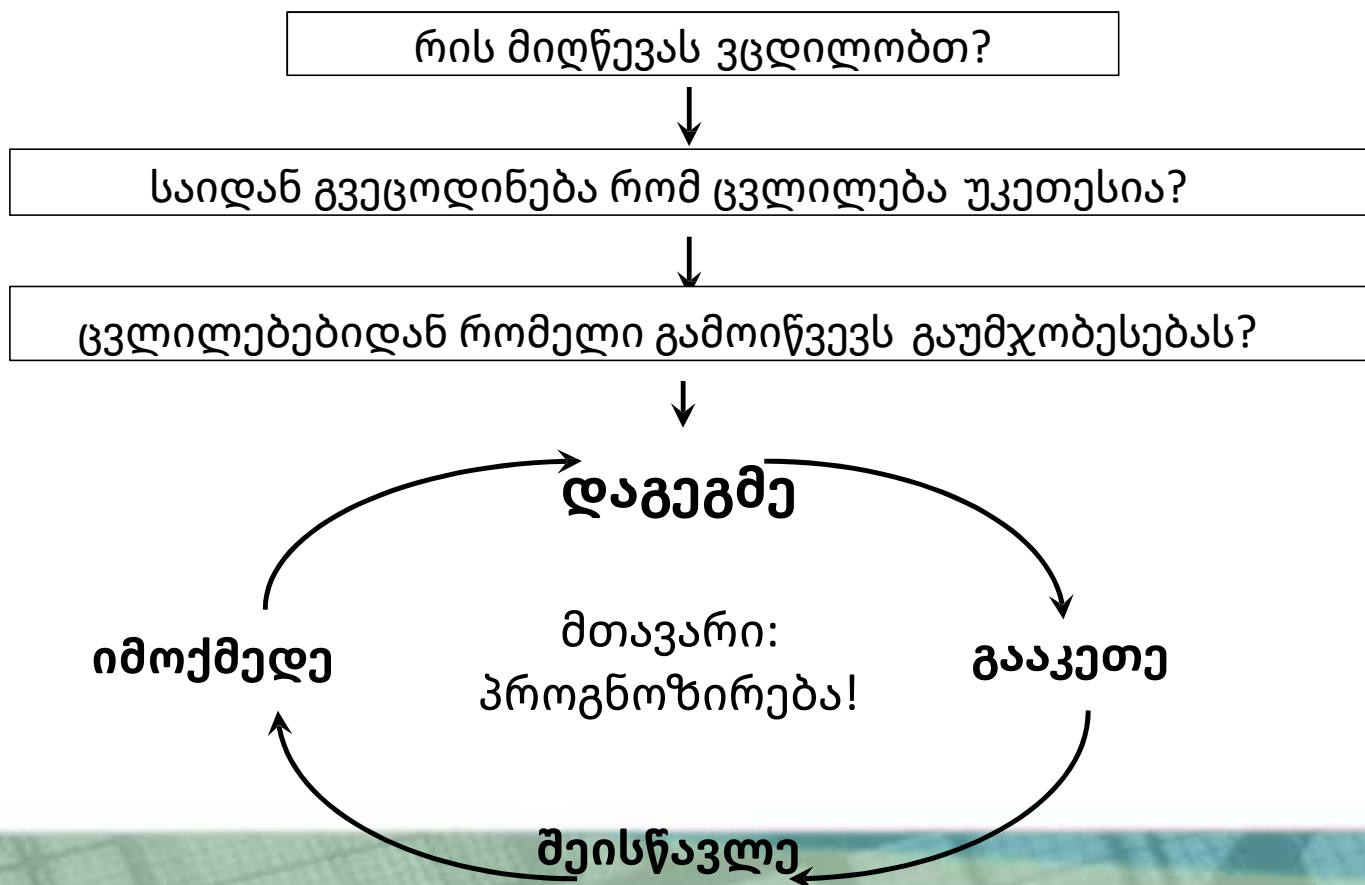 რის მიღწევას ვცდილობთ?
საიდან გვეცოდინება რომ ცვლილება უკეთესია?
ცვლილებებიდან რომელი გამოიწვევს გაუმჯობესებას?
დაგეგმე
იმოქმედე
მთავარი:
პროგნოზირება!
გააკეთე
შეისწავლე